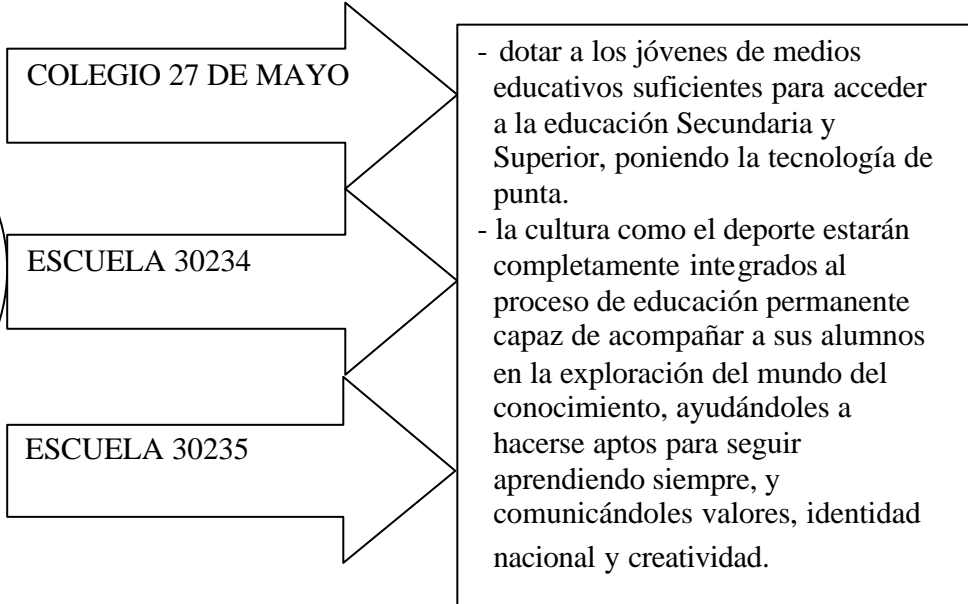 COLEGIO 27 DE MAYO
ESCUELA 30234
ESCUELA 30235
- dotar a los jóvenes de medios
educativos suficientes para acceder
a la educación Secundaria y
Superior, poniendo la tecnología de
punta.
- la cultura como el deporte estarán
completamente integrados al
proceso de educación permanente
capaz de acompañar a sus alumnos
en la exploración del mundo del
conocimiento, ayudándoles a
hacerse aptos para seguir
aprendiendo siempre, y
comunicándoles valores, identidad
nacional y creatividad.